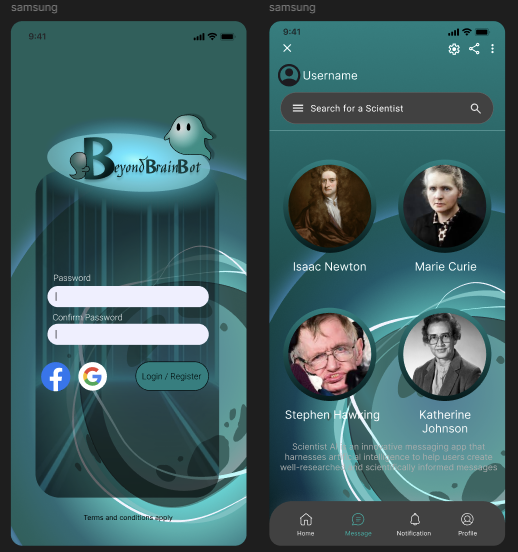 samsung
9:41
BeyondBrainBot
Password
Confirm Password
Login / Register
Terms and conditions apply
samsung
9:41
Username
Search for a Scientist
Isaac Newton
Marie Curie
Stephen Hawking
Katherine
Johnson
Scientist an innovative messaging app that
harnesses artificial intelligence to help users create
well-researched and scientifically informed messages
Home
Message
Notification
Profile